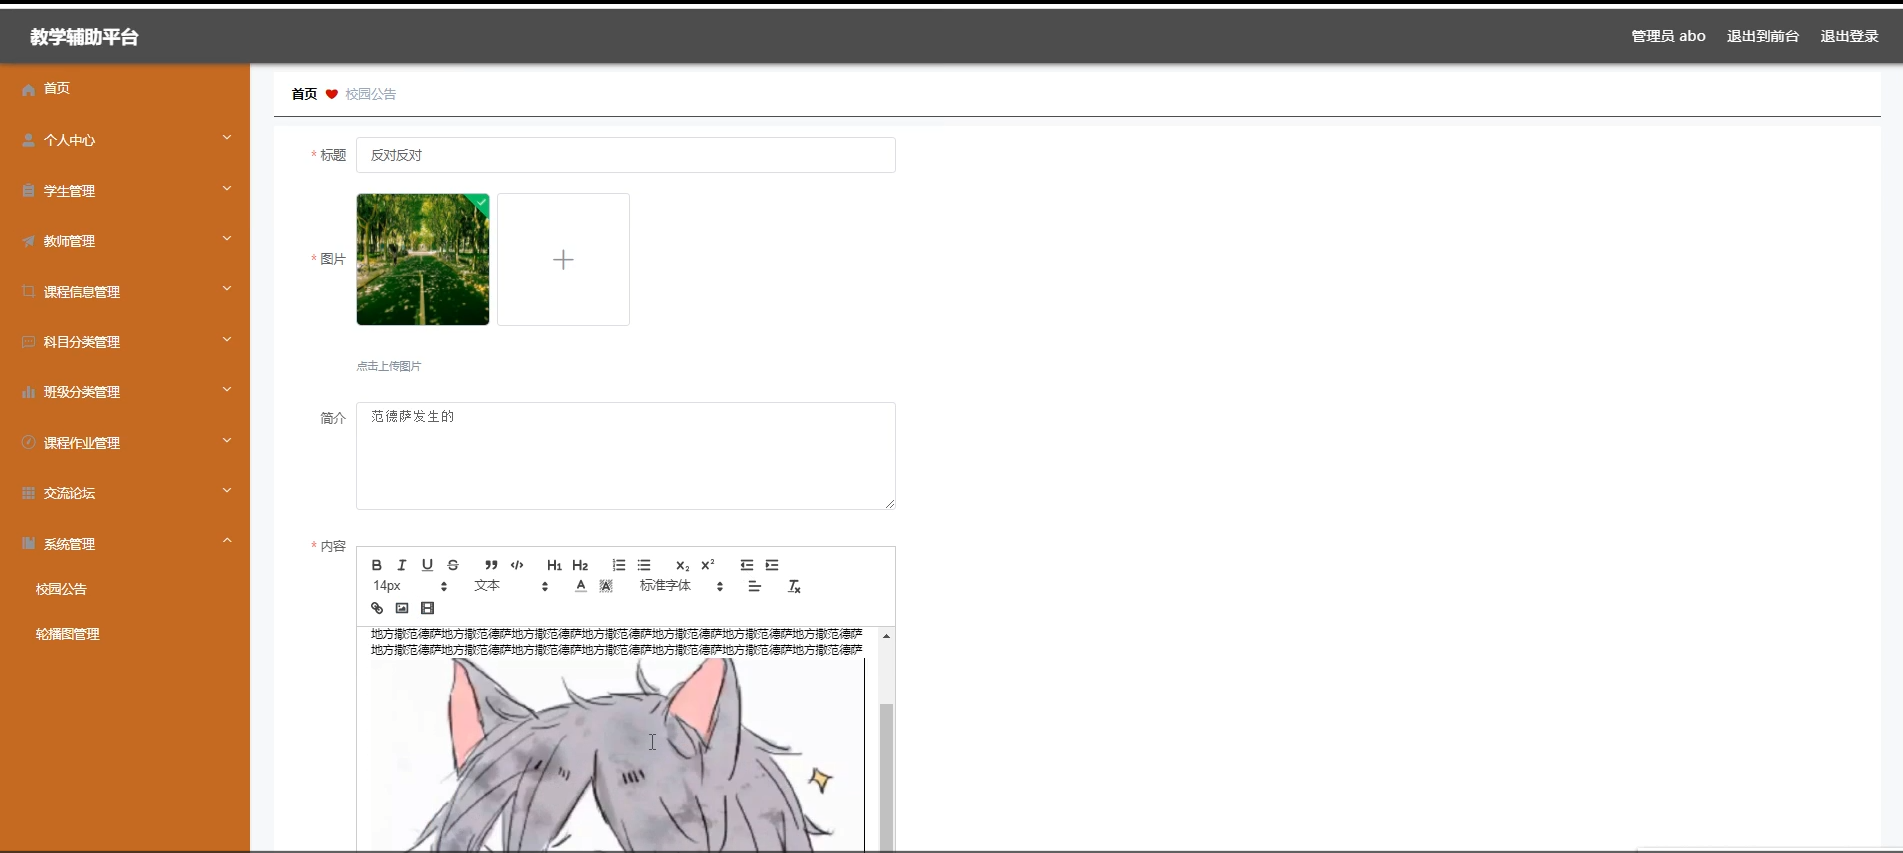 教学辅助平台
管理员 abo 退出到前台 退出登录
首页
个人中心
学生管理
教师管理
课程信息管理
科目分类管理
班级分类管理
课程作业管理
交流论坛
系统管理
校园公告
轮播图管理
首页 校园公告
* 标题 反对反对
* 图片
点击上传图片
简介 范德萨发生的
* 内容
B I U S H1 H2 x₂ x²
14px 文本 A A 标准字体 Tx
地方撒范德萨地方撒范德萨地方撒范德萨地方撒范德萨地方撒范德萨地方撒范德萨地方撒范德萨
地方撒范德萨地方撒范德萨地方撒范德萨地方撒范德萨地方撒范德萨地方撒范德萨地方撒范德萨